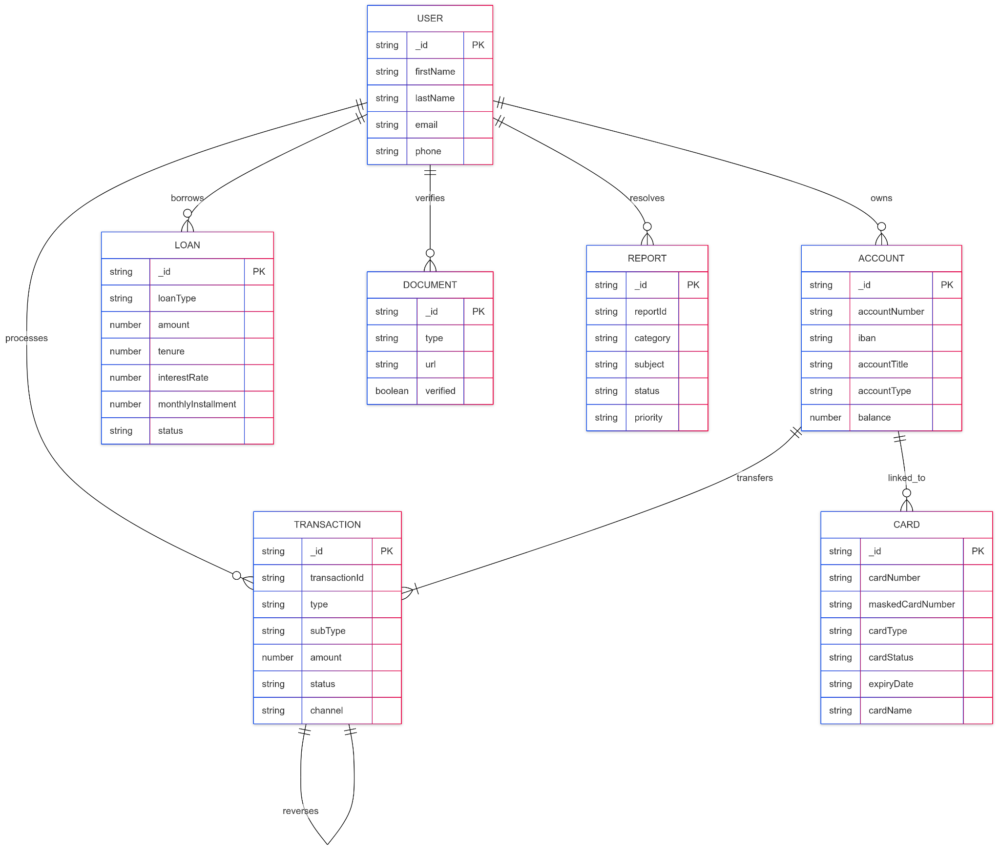 USER
string _id PK
string firstName
string lastName
string email
string phone
borrows
verifies
resolves
owns
LOAN
string _id PK
string loanType
number amount
number tenure
number interestRate
number monthlyInstallment
string status
DOCUMENT
string _id PK
string type
string url
boolean verified
REPORT
string _id PK
string reportId
string category
string subject
string status
string priority
ACCOUNT
string _id PK
string accountNumber
string iban
string accountTitle
string accountType
number balance
processes
transfers
linked_to
TRANSACTION
string _id PK
string transactionId
string type
string subType
number amount
string status
string channel
CARD
string _id PK
string cardNumber
string maskedCardNumber
string cardType
string cardStatus
string expiryDate
string cardName
reverses